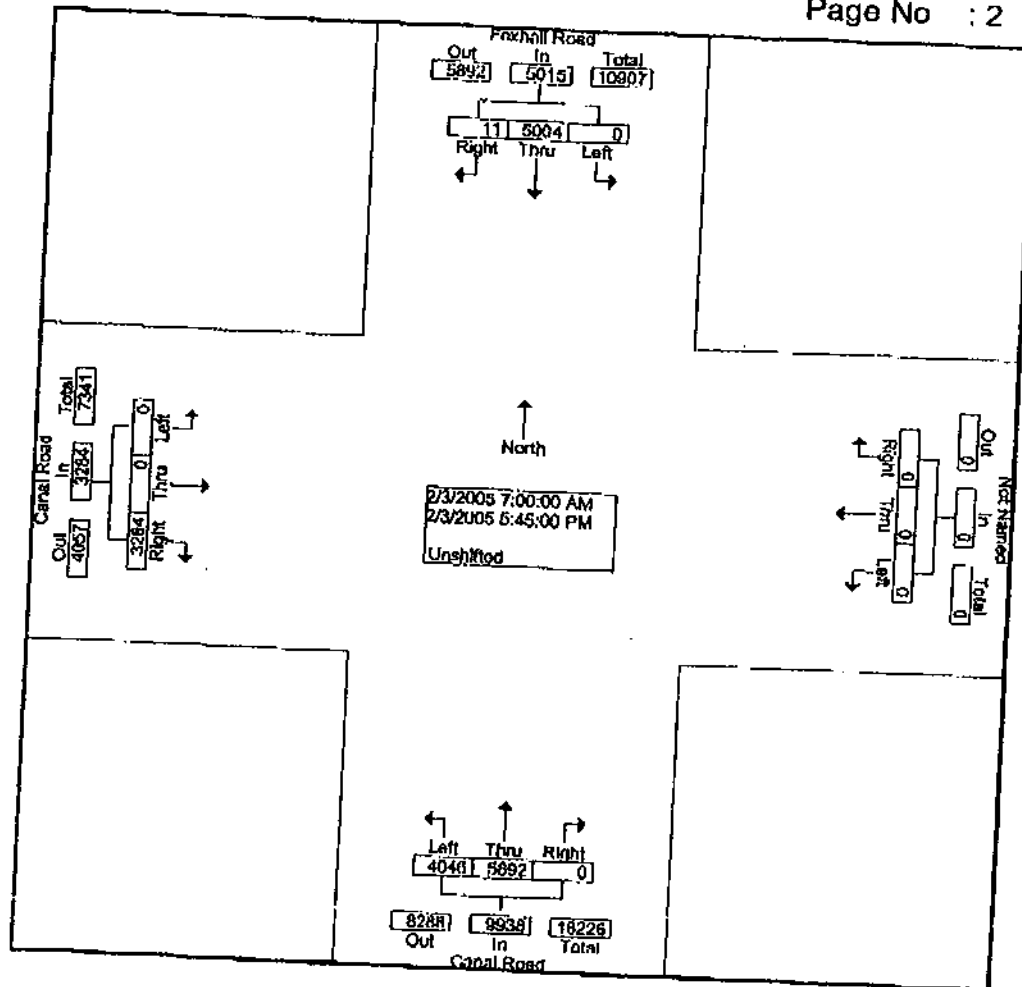 Page No : 2
Foxhall Road
Out In Total
5892 5015 10907
11 5004 0
Right Thru Left
Canal Road
Total In Out
7341 3284 4057
0 0 3284
Left Thru Right
North
2/3/2005 7:00:00 AM
2/3/2005 5:45:00 PM
Unshifted
Right Thru Left
0 0 0
Out In Total
0 0 0
Not Named
Left Thru Right
4046 5892 0
8288 9938 18226
Out In Total
Canal Road